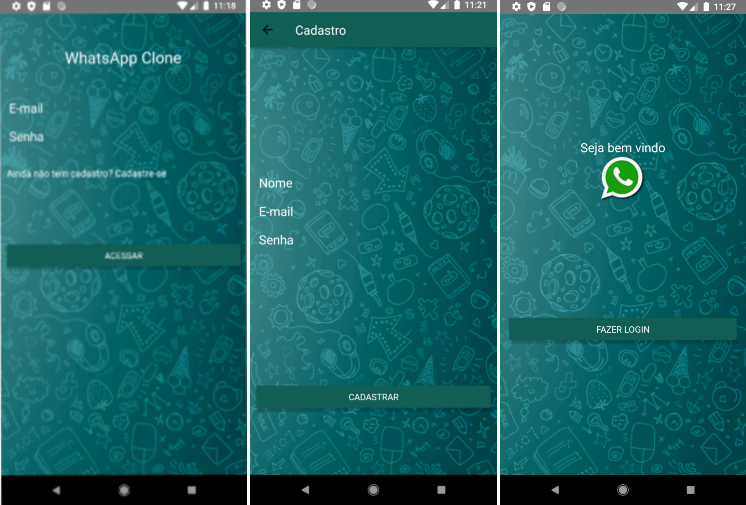 11:18
WhatsApp Clone
E-mail
Senha
Ainda não tem cadastro? Cadastre-se
ACESSAR
11:21
Cadastro
Nome
E-mail
Senha
CADASTRAR
11:27
Seja bem vindo
FAZER LOGIN